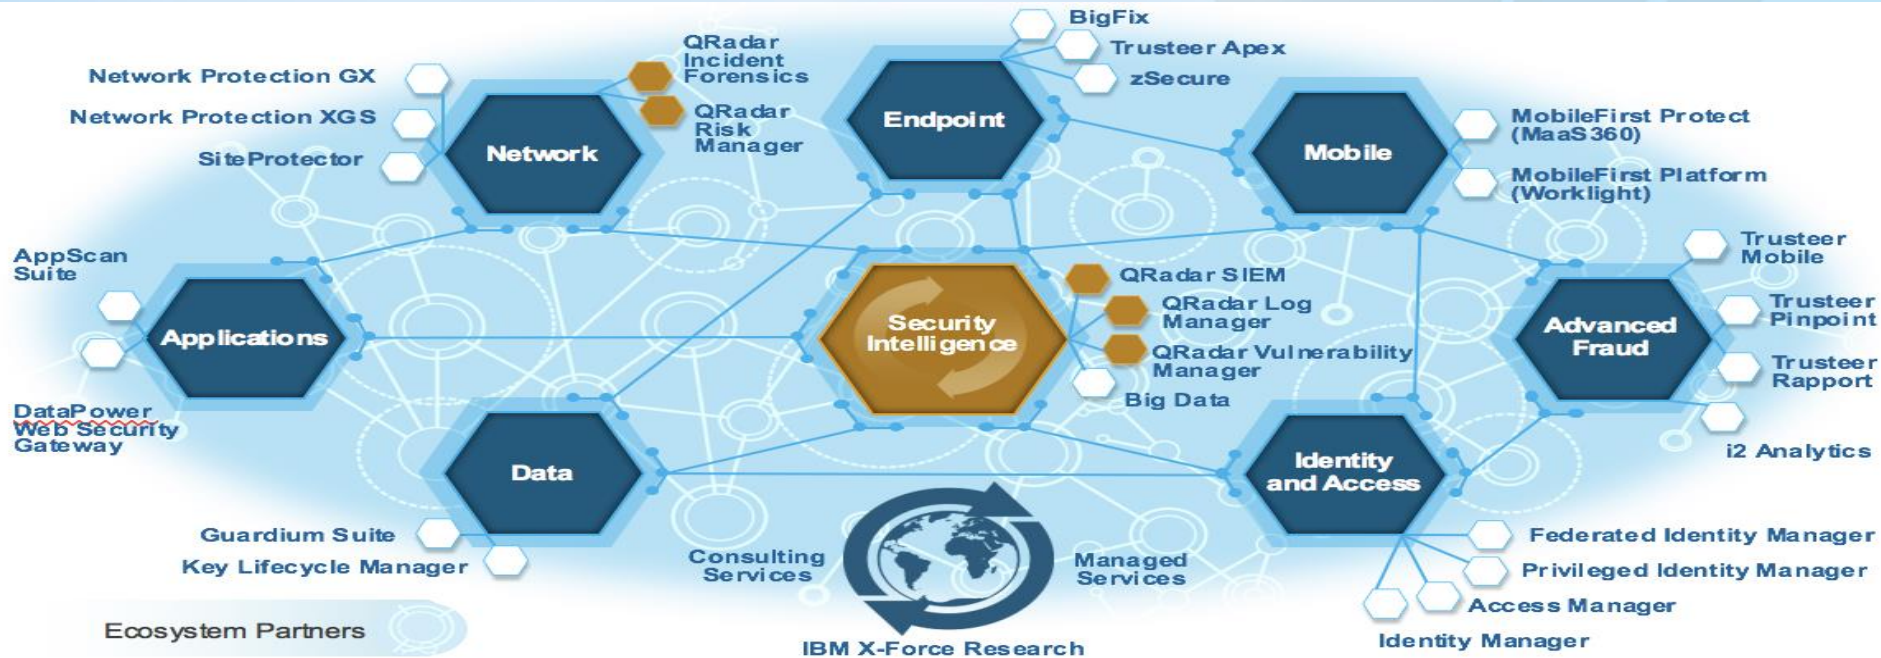 BigFix
Trusteer Apex
zSecure
QRadar
Incident
Forensics
QRadar
Risk
Manager
Network Protection GX
Network Protection XGS
SiteProtector
Network
Endpoint
Mobile
MobileFirst Protect
(MaaS360)
MobileFirst Platform
(Worklight)
AppScan
Suite
Applications
DataPower
Web Security
Gateway
Security
Intelligence
QRadar SIEM
QRadar Log
Manager
QRadar Vulnerability
Manager
Big Data
Advanced
Fraud
Trusteer
Mobile
Trusteer
Pinpoint
Trusteer
Rapport
i2 Analytics
Data
Guardium Suite
Key Lifecycle Manager
Identity
and Access
Federated Identity Manager
Privileged Identity Manager
Access Manager
Identity Manager
Consulting
Services
Managed
Services
IBM X-Force Research
Ecosystem Partners